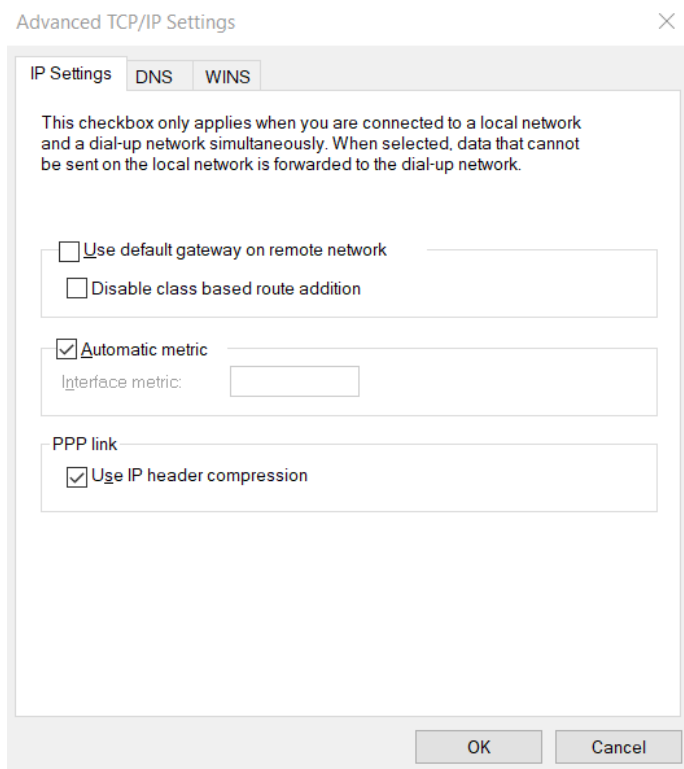 Advanced TCP/IP Settings
IP Settings DNS WINS
This checkbox only applies when you are connected to a local network
and a dial-up network simultaneously. When selected, data that cannot
be sent on the local network is forwarded to the dial-up network.
Use default gateway on remote network
Disable class based route addition
Automatic metric
Interface metric:
PPP link
Use IP header compression
OK Cancel